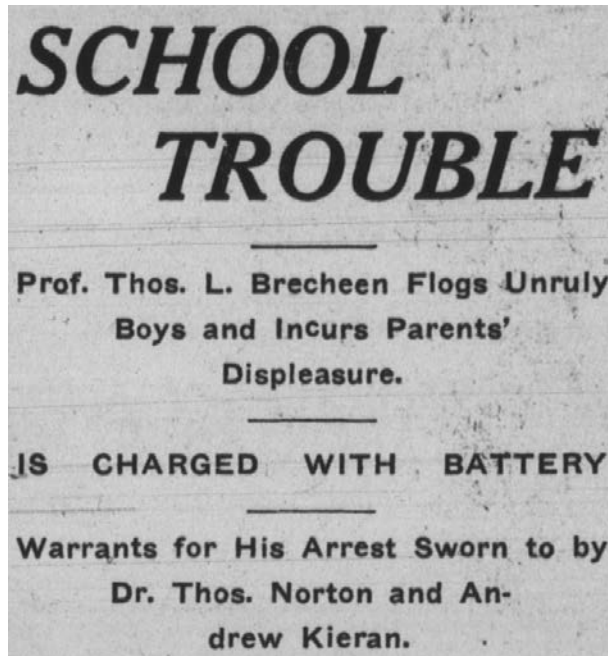 SCHOOL
TROUBLE
Prof. Thos. L. Brecheen Flogs Unruly
Boys and Incurs Parents'
Displeasure.
IS CHARGED WITH BATTERY
Warrants for His Arrest Sworn to by
Dr. Thos. Norton and An-
drew Kieran.